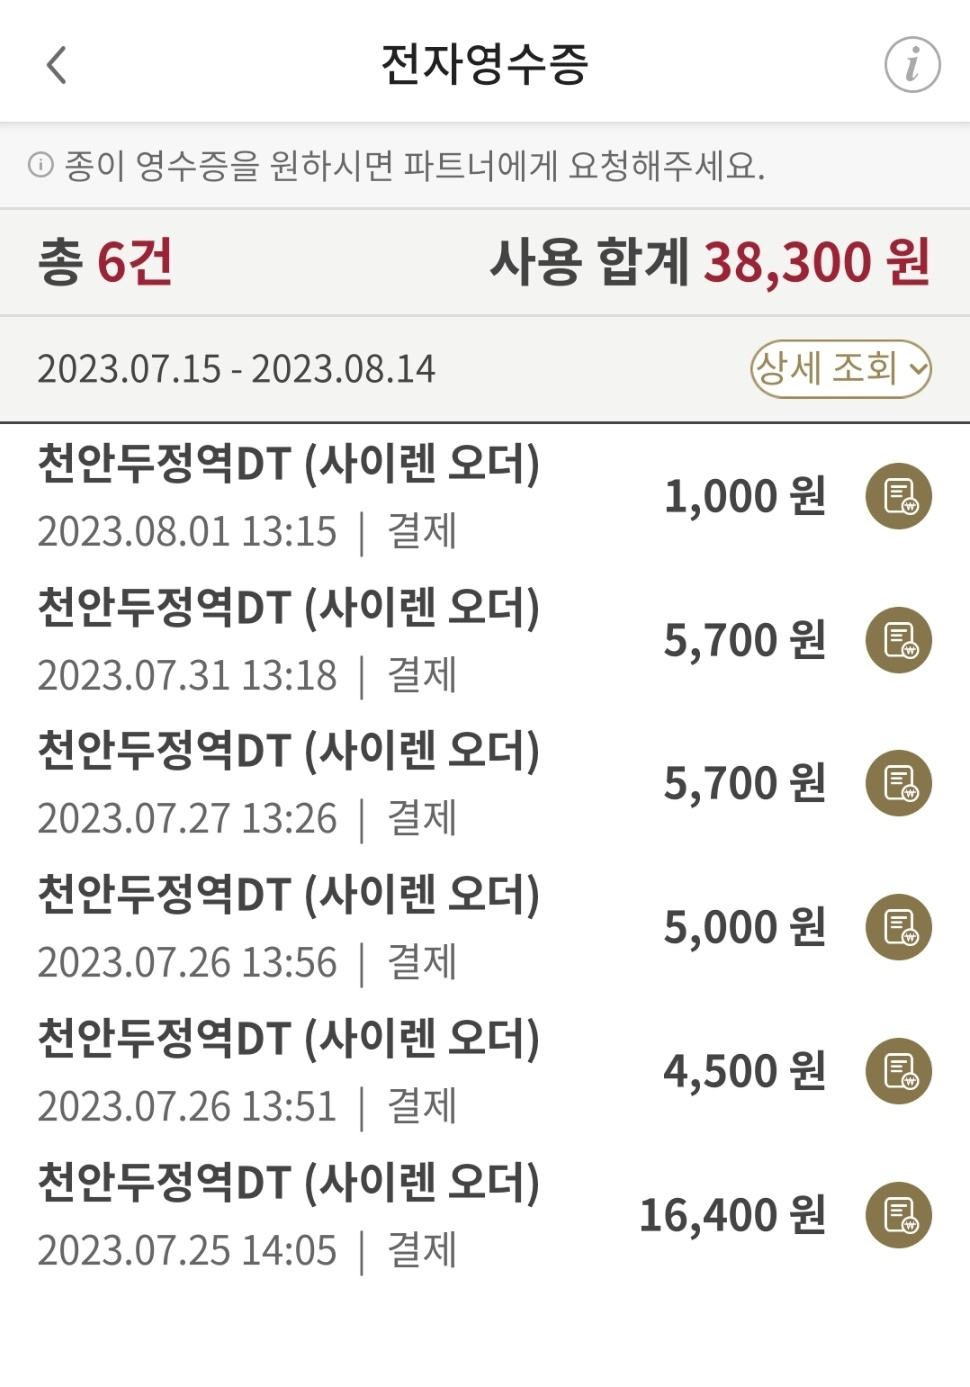 전자영수증
종이 영수증을 원하시면 파트너에게 요청해주세요.
총 6건 사용 합계 38,300 원
2023.07.15 - 2023.08.14 상세 조회
천안두정역DT (사이렌 오더)
1,000 원
2023.08.01 13:15 | 결제
천안두정역DT (사이렌 오더)
5,700 원
2023.07.31 13:18 | 결제
천안두정역DT (사이렌 오더)
5,700 원
2023.07.27 13:26 | 결제
천안두정역DT (사이렌 오더)
5,000 원
2023.07.26 13:56 | 결제
천안두정역DT (사이렌 오더)
4,500 원
2023.07.26 13:51 | 결제
천안두정역DT (사이렌 오더)
16,400 원
2023.07.25 14:05 | 결제